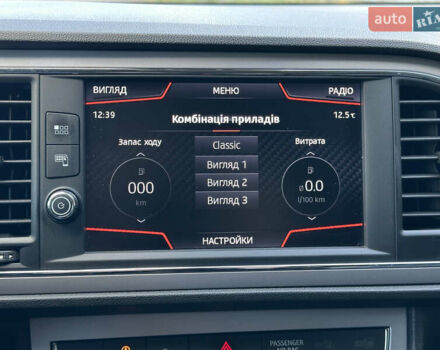 auto RIA
ВИГЛЯД МЕНЮ РАДІО
12:39 12.5℃
Комбінація приладів
Запас ходу Classic Витрата
Вигляд 1
000 Вигляд 2 ⌀ 0.0
km Вигляд 3 l/100 km
НАСТРОЙКИ
PASSENGER
AIR BAG